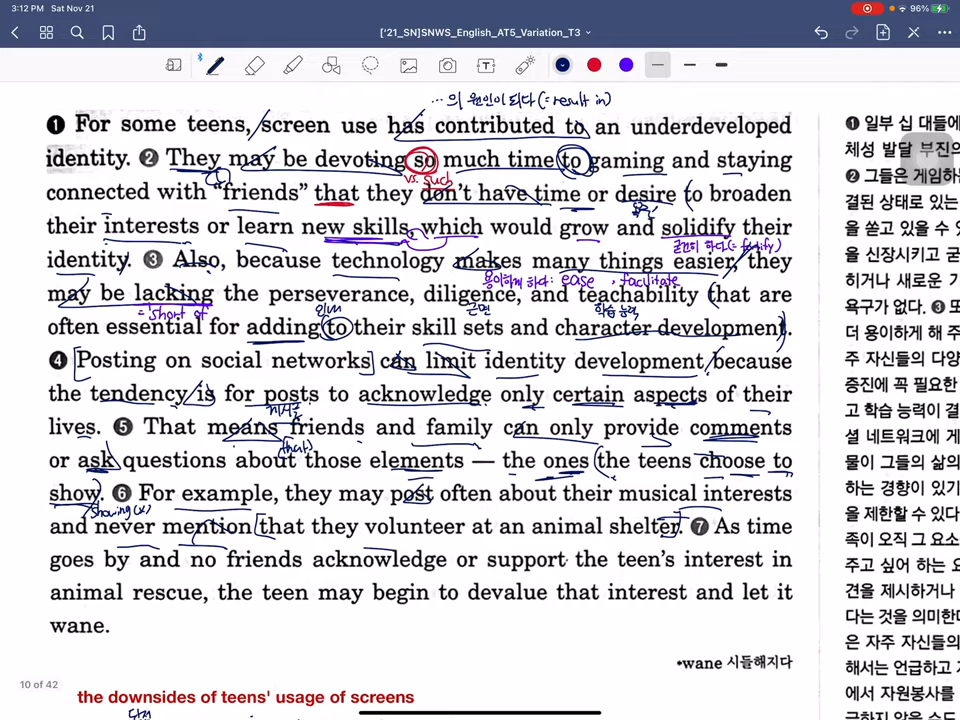 3:12 PM Sat Nov 21
96%
['21_SN]SNWS_English_AT5_Variation_T3
… 의 원인이 되다 (= result in)
❶ For some teens, screen use has contributed to an underdeveloped
identity. ❷ They may be devoting so much time to gaming and staying
vs. such
connected with "friends" that they don't have time or desire to broaden
their interests or learn new skills, which would grow and solidify their
굳건히 하다 (= fortify)
identity. ❸ Also, because technology makes many things easier, they
용이하게 하다: ease, facilitate
may be lacking the perseverance, diligence, and teachability that are
= short of
인내
근면
학습 능력
often essential for adding to their skill sets and character development.
❹ Posting on social networks can limit identity development because
the tendency is for posts to acknowledge only certain aspects of their
게시글
lives. ❺ That means friends and family can only provide comments
(that)
or ask questions about those elements — the ones the teens choose to
show. ❻ For example, they may post often about their musical interests
showing (x)
and never mention that they volunteer at an animal shelter. ❼ As time
goes by and no friends acknowledge or support the teen's interest in
animal rescue, the teen may begin to devalue that interest and let it
wane.
*wane 시들해지다
10 of 42
the downsides of teens' usage of screens
단점
❶ 일부 십 대들에
체성 발달 부진의
❷ 그들은 게임하는
결된 상태로 있는
을 쏟고 있을 수 있
을 신장시키고 굳
히거나 새로운 기
욕구가 없다. ❸ 또
더 용이하게 해 주
주 자신들의 다양
증진에 꼭 필요한
고 학습 능력이 결
셜 네트워크에 게
물이 그들의 삶의
하는 경향이 있기
을 제한할 수 있다
족이 오직 그 요소
주고 싶어 하는 요
견을 제시하거나
다는 것을 의미한다
은 자주 자신들의
해서는 언급하고
에서 자원봉사를
급하지 않을 수도